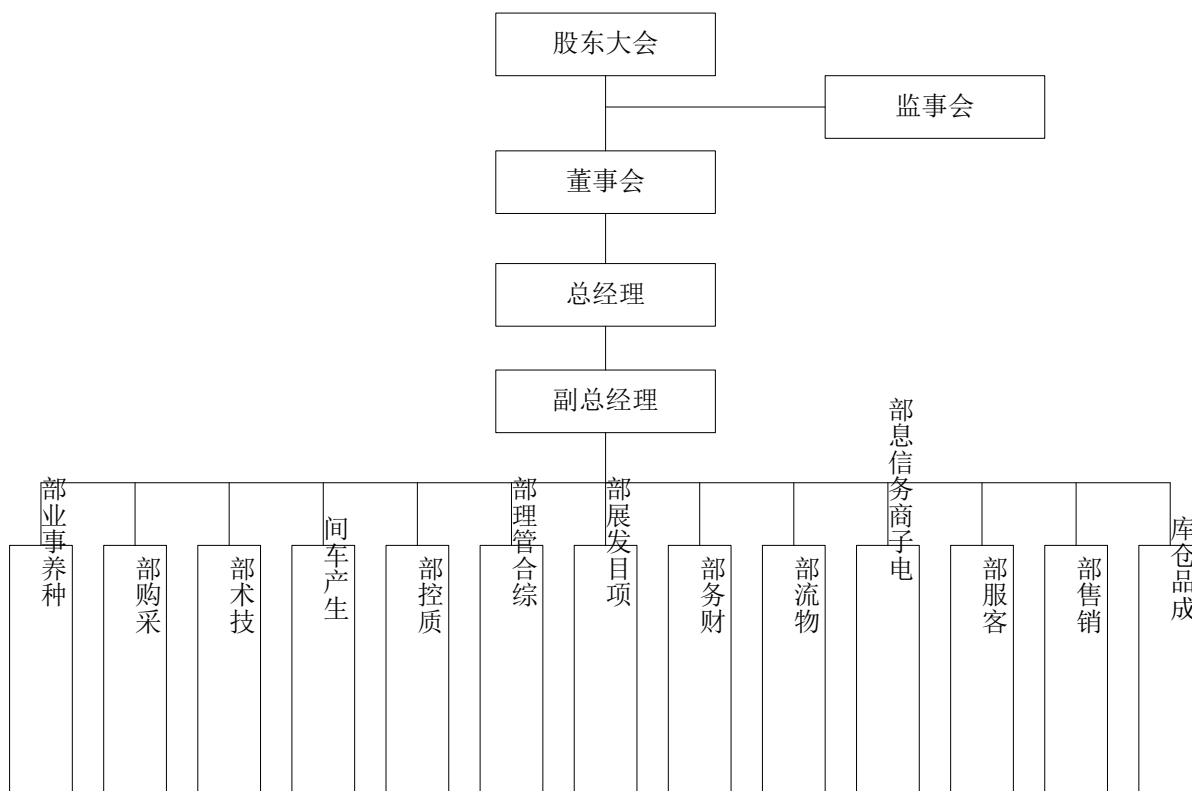 股东大会
监事会
董事会
总经理
副总经理
部业事养种
部购采
部术技
间车产生
部控质
部理管合综
部展发目项
部务财
部流物
部息信务商子电
部服客
部售销
库仓品成